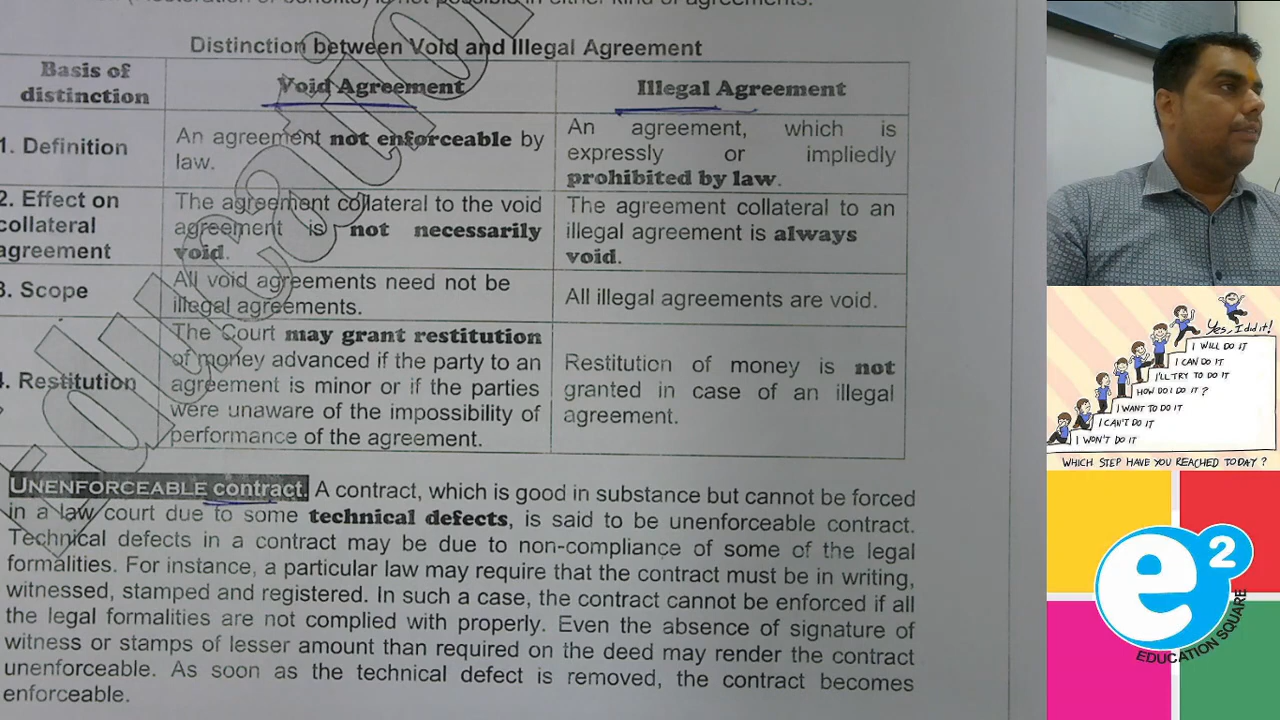 (Restoration of benefits) is not possible in either kind of agreements.
Distinction between Void and Illegal Agreement
Basis of
distinction
Void Agreement
Illegal Agreement
1. Definition
An agreement not enforceable by
law.
An agreement, which is
expressly or impliedly
prohibited by law.
2. Effect on
collateral
agreement
The agreement collateral to the void
agreement is not necessarily
void.
The agreement collateral to an
illegal agreement is always
void.
3. Scope
All void agreements need not be
illegal agreements.
All illegal agreements are void.
4. Restitution
The Court may grant restitution
of money advanced if the party to an
agreement is minor or if the parties
were unaware of the impossibility of
performance of the agreement.
Restitution of money is not
granted in case of an illegal
agreement.
UNENFORCEABLE contract. A contract, which is good in substance but cannot be forced
in a law court due to some technical defects, is said to be unenforceable contract.
Technical defects in a contract may be due to non-compliance of some of the legal
formalities. For instance, a particular law may require that the contract must be in writing,
witnessed, stamped and registered. In such a case, the contract cannot be enforced if all
the legal formalities are not complied with properly. Even the absence of signature of
witness or stamps of lesser amount than required on the deed may render the contract
unenforceable. As soon as the technical defect is removed, the contract becomes
enforceable.
Yes, I did it!
I WILL DO IT
I CAN DO IT
I'LL TRY TO DO IT
HOW DO I DO IT?
I WANT TO DO IT
I CAN'T DO IT
I WON'T DO IT
WHICH STEP HAVE YOU REACHED TODAY?
e2
EDUCATION SQUARE